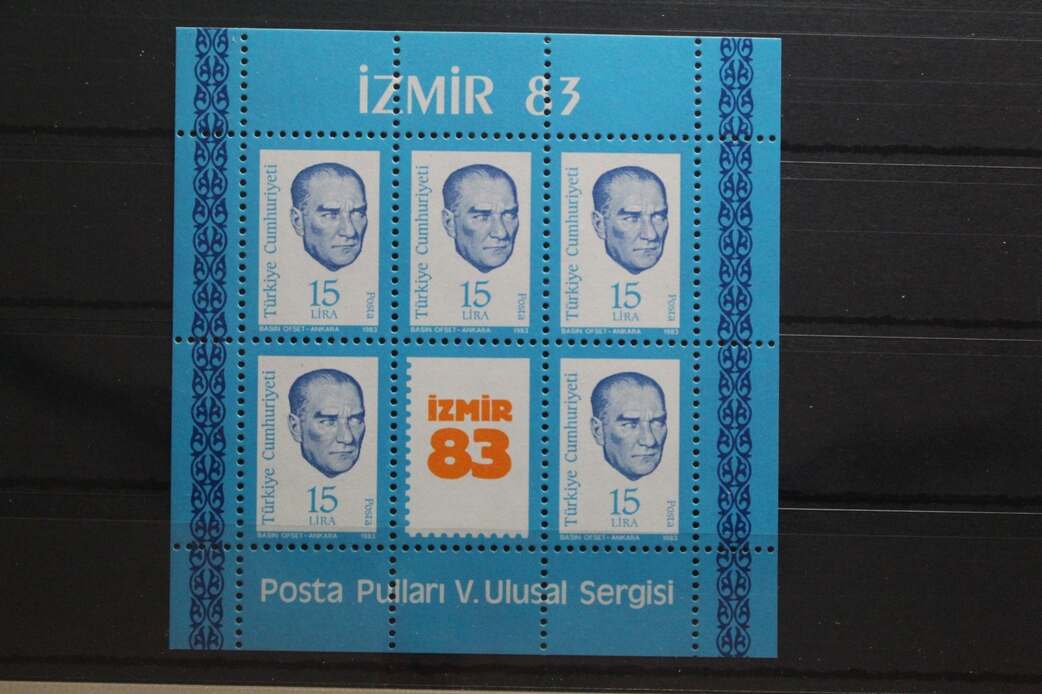 İZMİR 83
Türkiye Cumhuriyeti
15
LİRA
Posta
BASIN OFSET-ANKARA 1983
Türkiye Cumhuriyeti
15
LİRA
Posta
BASIN OFSET-ANKARA 1983
Türkiye Cumhuriyeti
15
LİRA
Posta
BASIN OFSET-ANKARA 1983
Türkiye Cumhuriyeti
15
LİRA
Posta
BASIN OFSET-ANKARA 1983
İZMİR
83
Türkiye Cumhuriyeti
15
LİRA
Posta
BASIN OFSET-ANKARA 1983
Posta Pulları V. Ulusal Sergisi